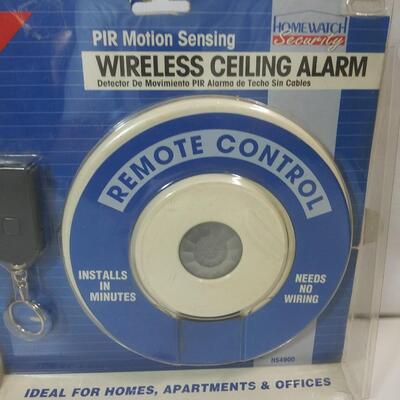 PIR Motion Sensing
HOMEWATCH
Security
WIRELESS CEILING ALARM
Detector De Movimiento PIR Alarma de Techo Sin Cables
REMOTE CONTROL
INSTALLS
IN
MINUTES
NEEDS
NO
WIRING
HS4900
IDEAL FOR HOMES, APARTMENTS & OFFICES